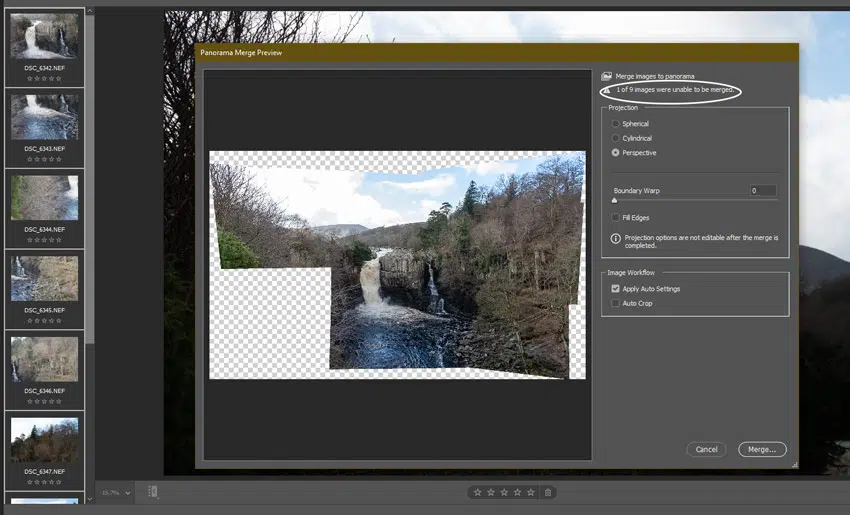 Panorama Merge Preview
Merge images to panorama
1 of 9 images were unable to be merged.
Projection
Spherical
Cylindrical
Perspective
Boundary Warp 0
Fill Edges
Projection options are not editable after the merge is
completed.
Image Workflow
Apply Auto Settings
Auto Crop
Cancel
Merge...
DSC_6342.NEF
DSC_6343.NEF
DSC_6344.NEF
DSC_6345.NEF
DSC_6346.NEF
DSC_6347.NEF
15.7%